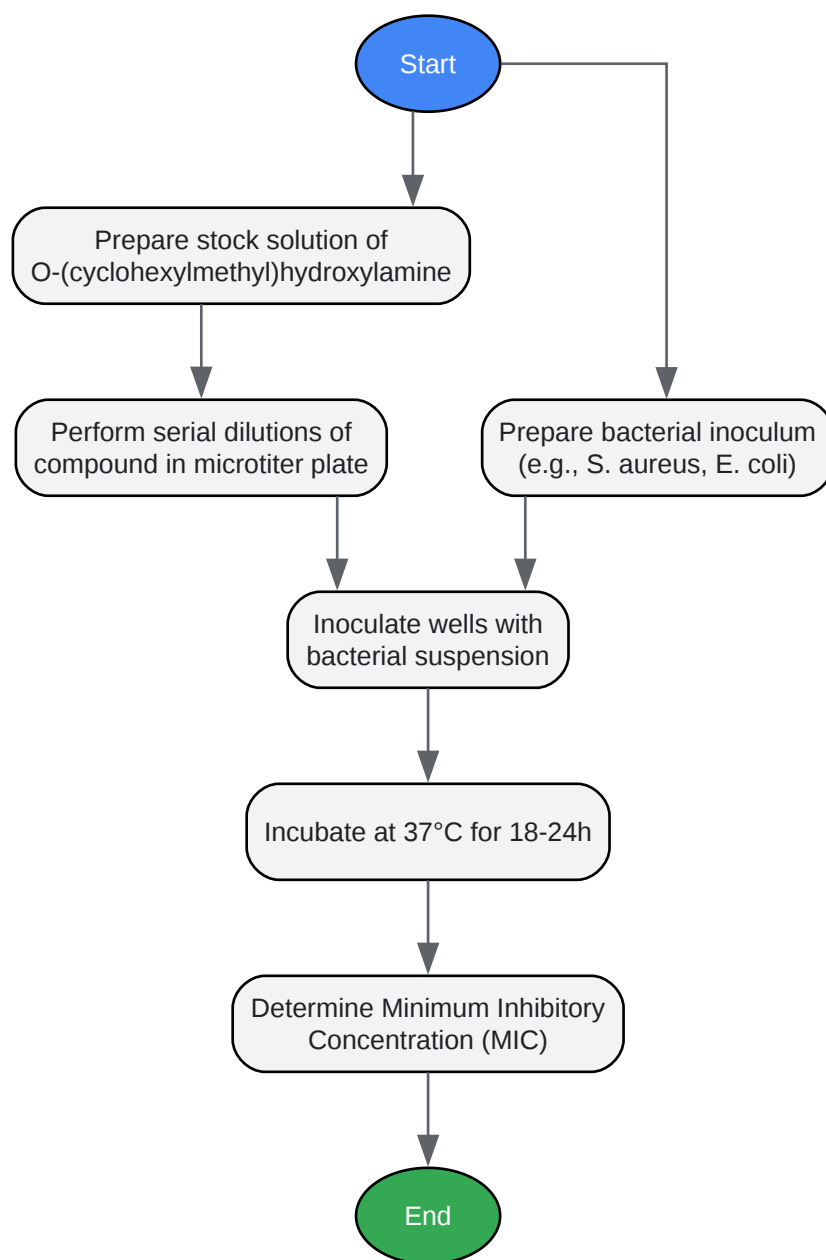 Start
Prepare stock solution of
O-(cyclohexylmethyl)hydroxylamine
Perform serial dilutions of
compound in microtiter plate
Prepare bacterial inoculum
(e.g., S. aureus, E. coli)
Inoculate wells with
bacterial suspension
Incubate at 37°C for 18-24h
Determine Minimum Inhibitory
Concentration (MIC)
End